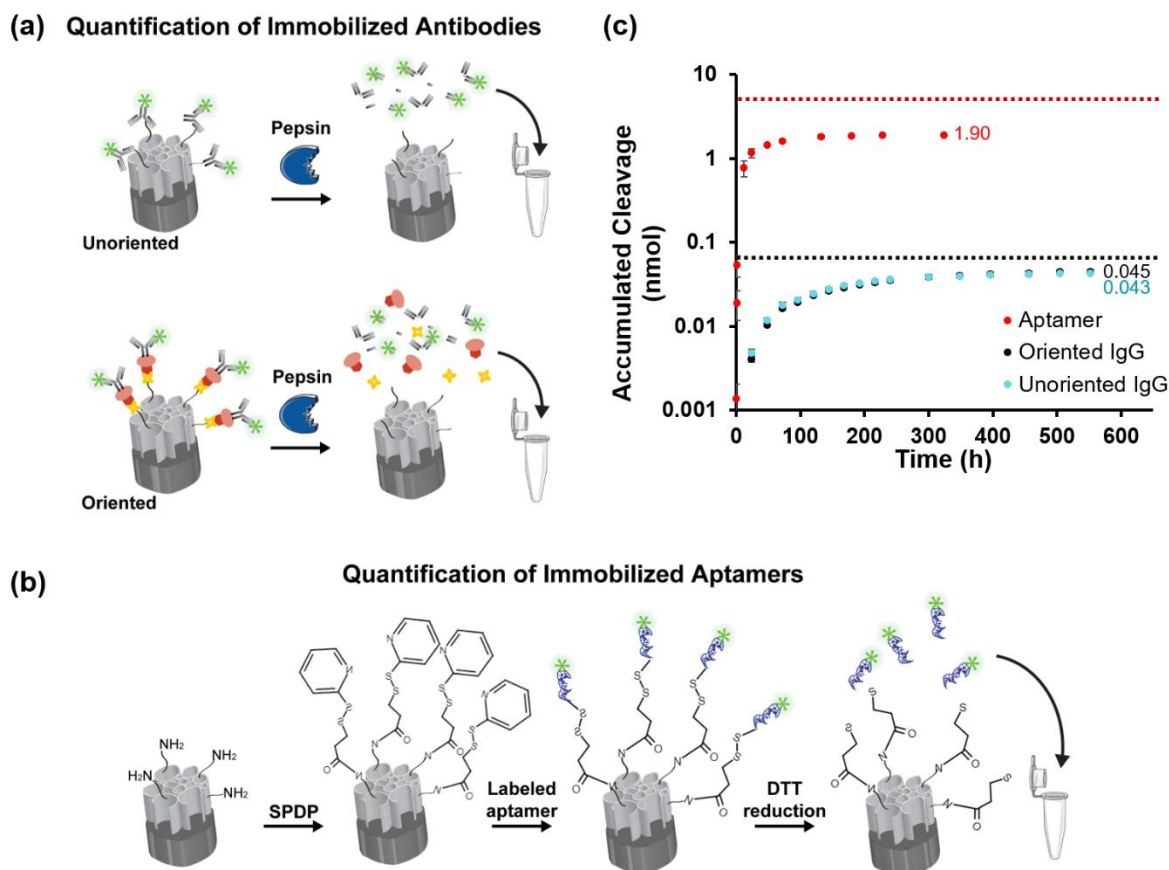 (a) Quantification of Immobilized Antibodies
Pepsin
Unoriented
Pepsin
Oriented
(c)
Accumulated Cleavage
(nmol)
10
1
0.1
0.01
0.001
1.90
0.045
0.043
Aptamer
Oriented IgG
Unoriented IgG
0 100 200 300 400 500 600
Time (h)
(b) Quantification of Immobilized Aptamers
NH2
H2N
NH2
NH2
SPDP
N
N
N
N
S
S
S
S
S
S
S
S
O
O
O
O
N
N
N
N
Labeled
aptamer
S
S
S
S
S
S
S
S
O
O
O
O
N
N
N
N
DTT
reduction
S
S
S
S
O
O
O
O
N
N
N
N